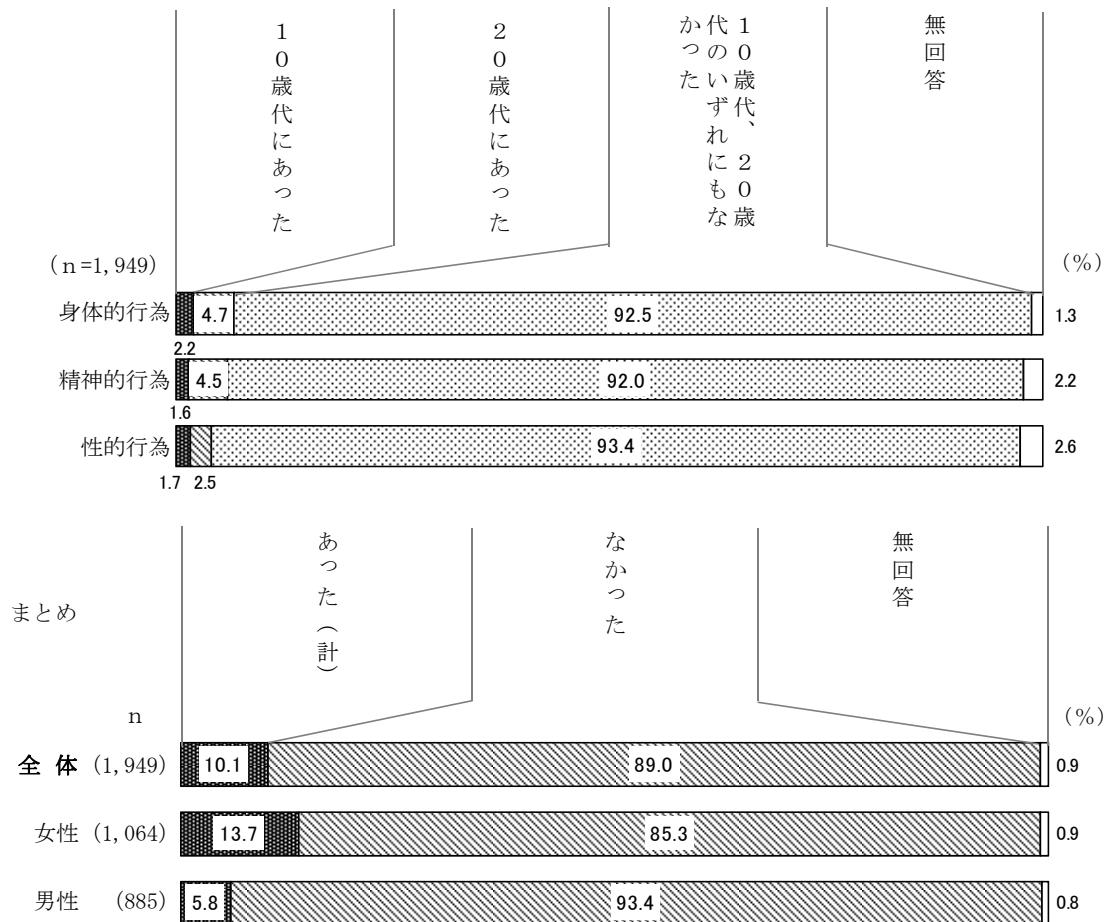 10歳代にあった
20歳代にあった
10歳代、20歳
代のいずれにもな
かった
無回答
(n=1,949)
(%)
身体的行為 4.7 92.5 1.3
2.2
精神的行為 4.5 92.0 2.2
1.6
性的行為 93.4 2.6
1.7 2.5
あった(計)
なかった
無回答
まとめ
n
(%)
全体 (1,949) 10.1 89.0 0.9
女性 (1,064) 13.7 85.3 0.9
男性 (885) 5.8 93.4 0.8